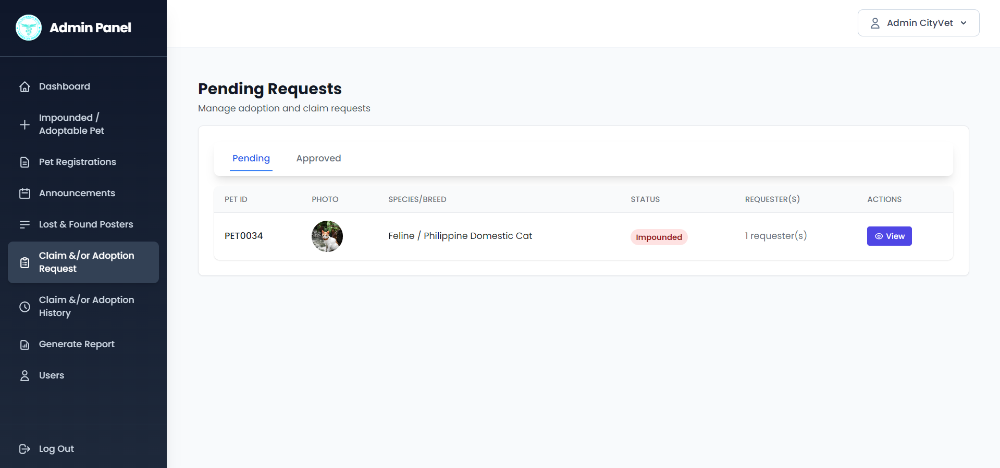 Admin Panel
Admin CityVet
Dashboard
Impounded /
Adoptable Pet
Pet Registrations
Announcements
Lost & Found Posters
Claim &/or Adoption
Request
Claim &/or Adoption
History
Generate Report
Users
Log Out
Pending Requests
Manage adoption and claim requests
Pending Approved
PET ID PHOTO SPECIES/BREED STATUS REQUESTER(S) ACTIONS
PET0034 Feline / Philippine Domestic Cat Impounded 1 requester(s) View